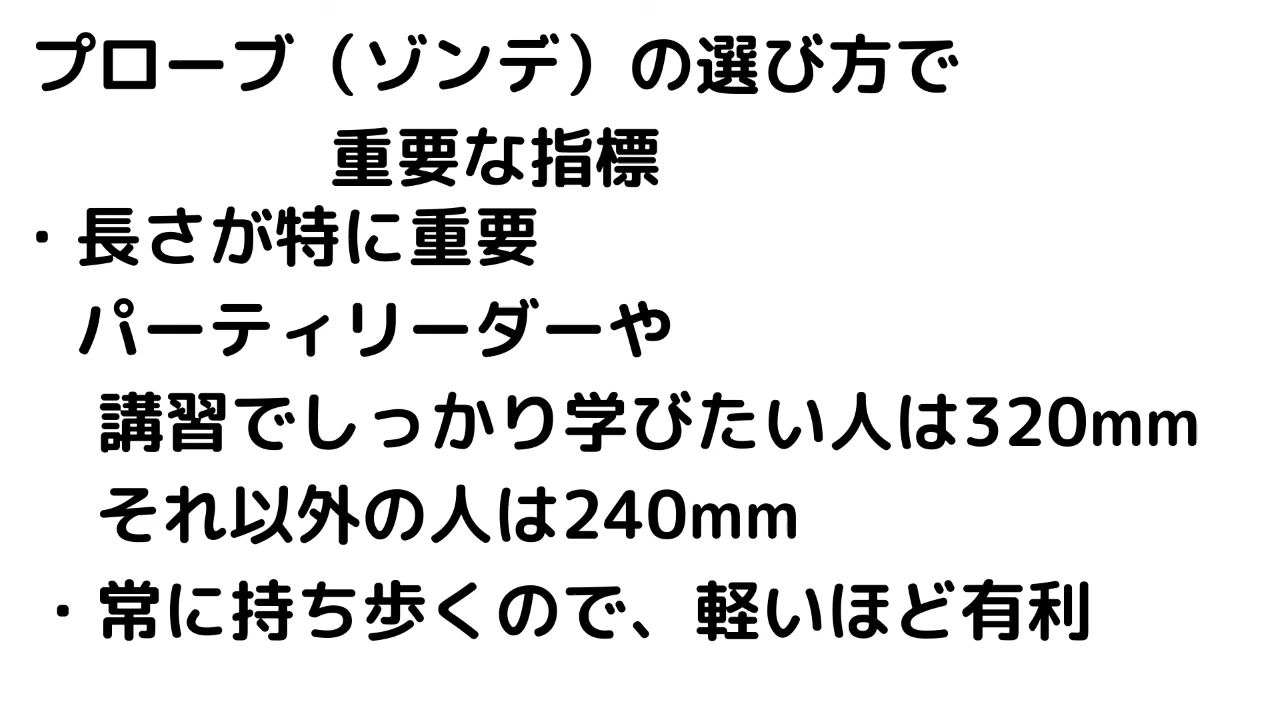 プローブ（ゾンデ）の選び方で
重要な指標
・長さが特に重要
パーティリーダーや
講習でしっかり学びたい人は320mm
それ以外の人は240mm
・常に持ち歩くので、軽いほど有利